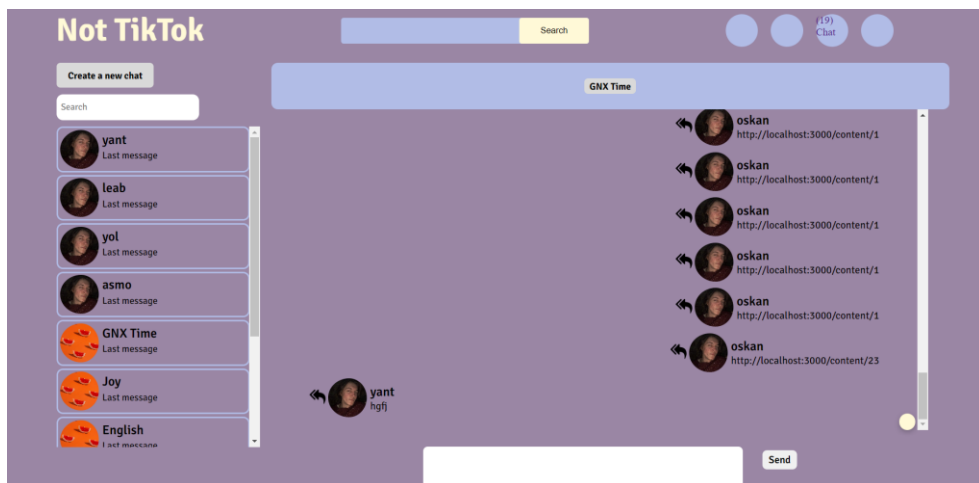 Not TikTok
Search
(19)
Chat
Create a new chat
Search
GNX Time
yant
Last message
leab
Last message
yol
Last message
asmo
Last message
GNX Time
Last message
Joy
Last message
English
Last message
oskan
http://localhost:3000/content/1
oskan
http://localhost:3000/content/1
oskan
http://localhost:3000/content/1
oskan
http://localhost:3000/content/1
oskan
http://localhost:3000/content/1
oskan
http://localhost:3000/content/23
yant
hgfj
Send